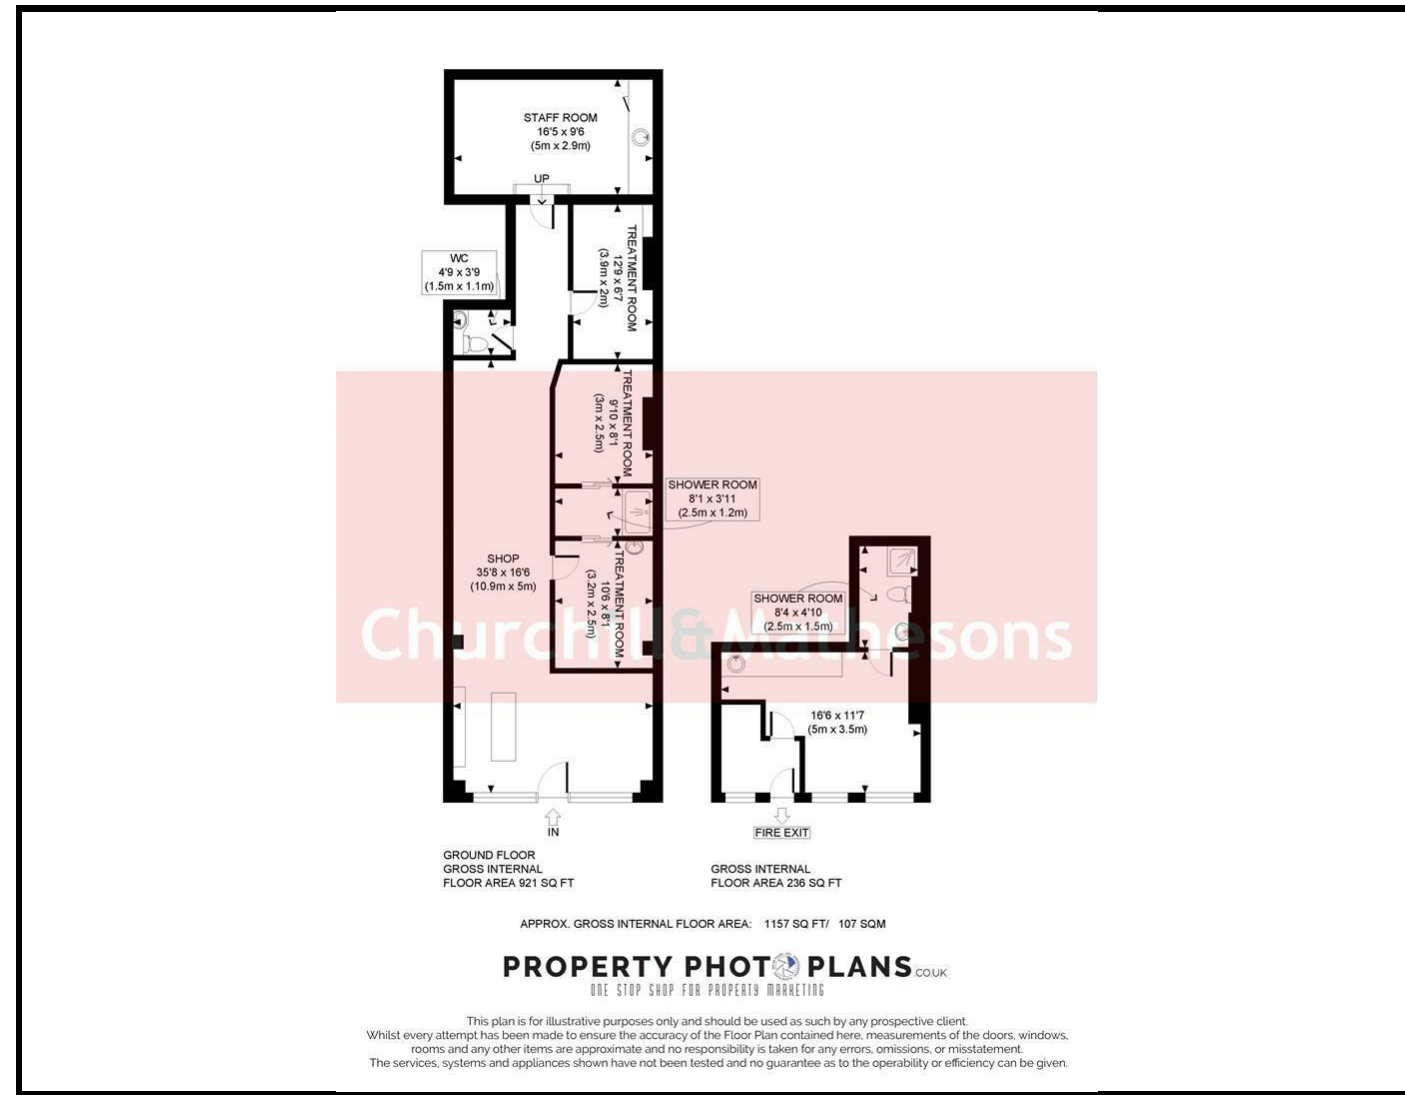 STAFF ROOM
16'5 x 9'6
(5m x 2.9m)
UP
WC
4'9 x 3'9
(1.5m x 1.1m)
TREATMENT ROOM
12'9 x 6'7
(3.9m x 2m)
TREATMENT ROOM
9'10 x 8'1
(3m x 2.5m)
SHOWER ROOM
8'1 x 3'11
(2.5m x 1.2m)
SHOP
35'8 x 16'6
(10.9m x 5m)
TREATMENT ROOM
10'6 x 8'1
(3.2m x 2.5m)
SHOWER ROOM
8'4 x 4'10
(2.5m x 1.5m)
Churchill&Mathesons
16'6 x 11'7
(5m x 3.5m)
IN
FIRE EXIT
GROUND FLOOR
GROSS INTERNAL
FLOOR AREA 921 SQ FT
GROSS INTERNAL
FLOOR AREA 236 SQ FT
APPROX. GROSS INTERNAL FLOOR AREA: 1157 SQ FT/ 107 SQM
PROPERTY PHOTO PLANS.CO.UK
ONE STOP SHOP FOR PROPERTY MARKETING
This plan is for illustrative purposes only and should be used as such by any prospective client.
Whilst every attempt has been made to ensure the accuracy of the Floor Plan contained here, measurements of the doors, windows,
rooms and any other items are approximate and no responsibility is taken for any errors, omissions, or misstatement.
The services, systems and appliances shown have not been tested and no guarantee as to the operability or efficiency can be given.